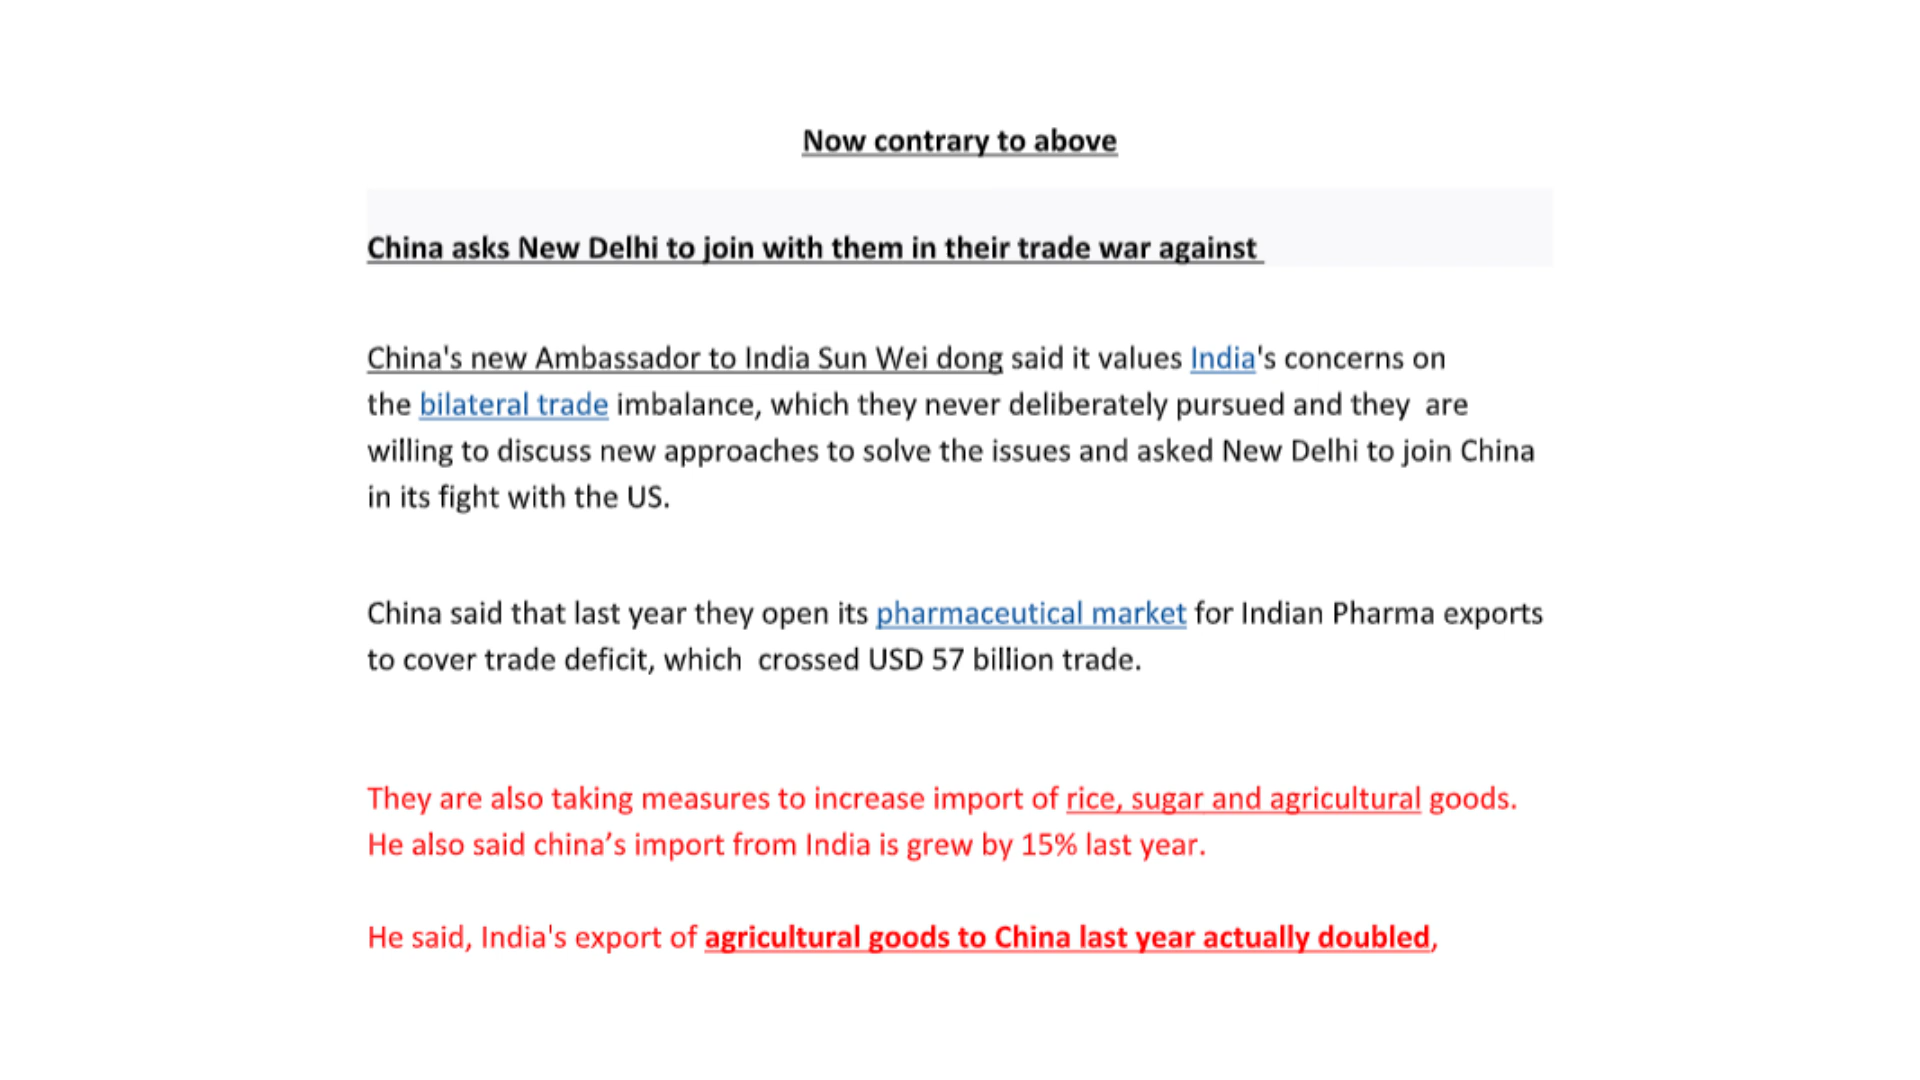 Now contrary to above
China asks New Delhi to join with them in their trade war against
China's new Ambassador to India Sun Wei dong said it values India's concerns on
the bilateral trade imbalance, which they never deliberately pursued and they  are
willing to discuss new approaches to solve the issues and asked New Delhi to join China
in its fight with the US.
China said that last year they open its pharmaceutical market for Indian Pharma exports
to cover trade deficit, which  crossed USD 57 billion trade.
They are also taking measures to increase import of rice, sugar and agricultural goods.
He also said china’s import from India is grew by 15% last year.
He said, India's export of agricultural goods to China last year actually doubled,